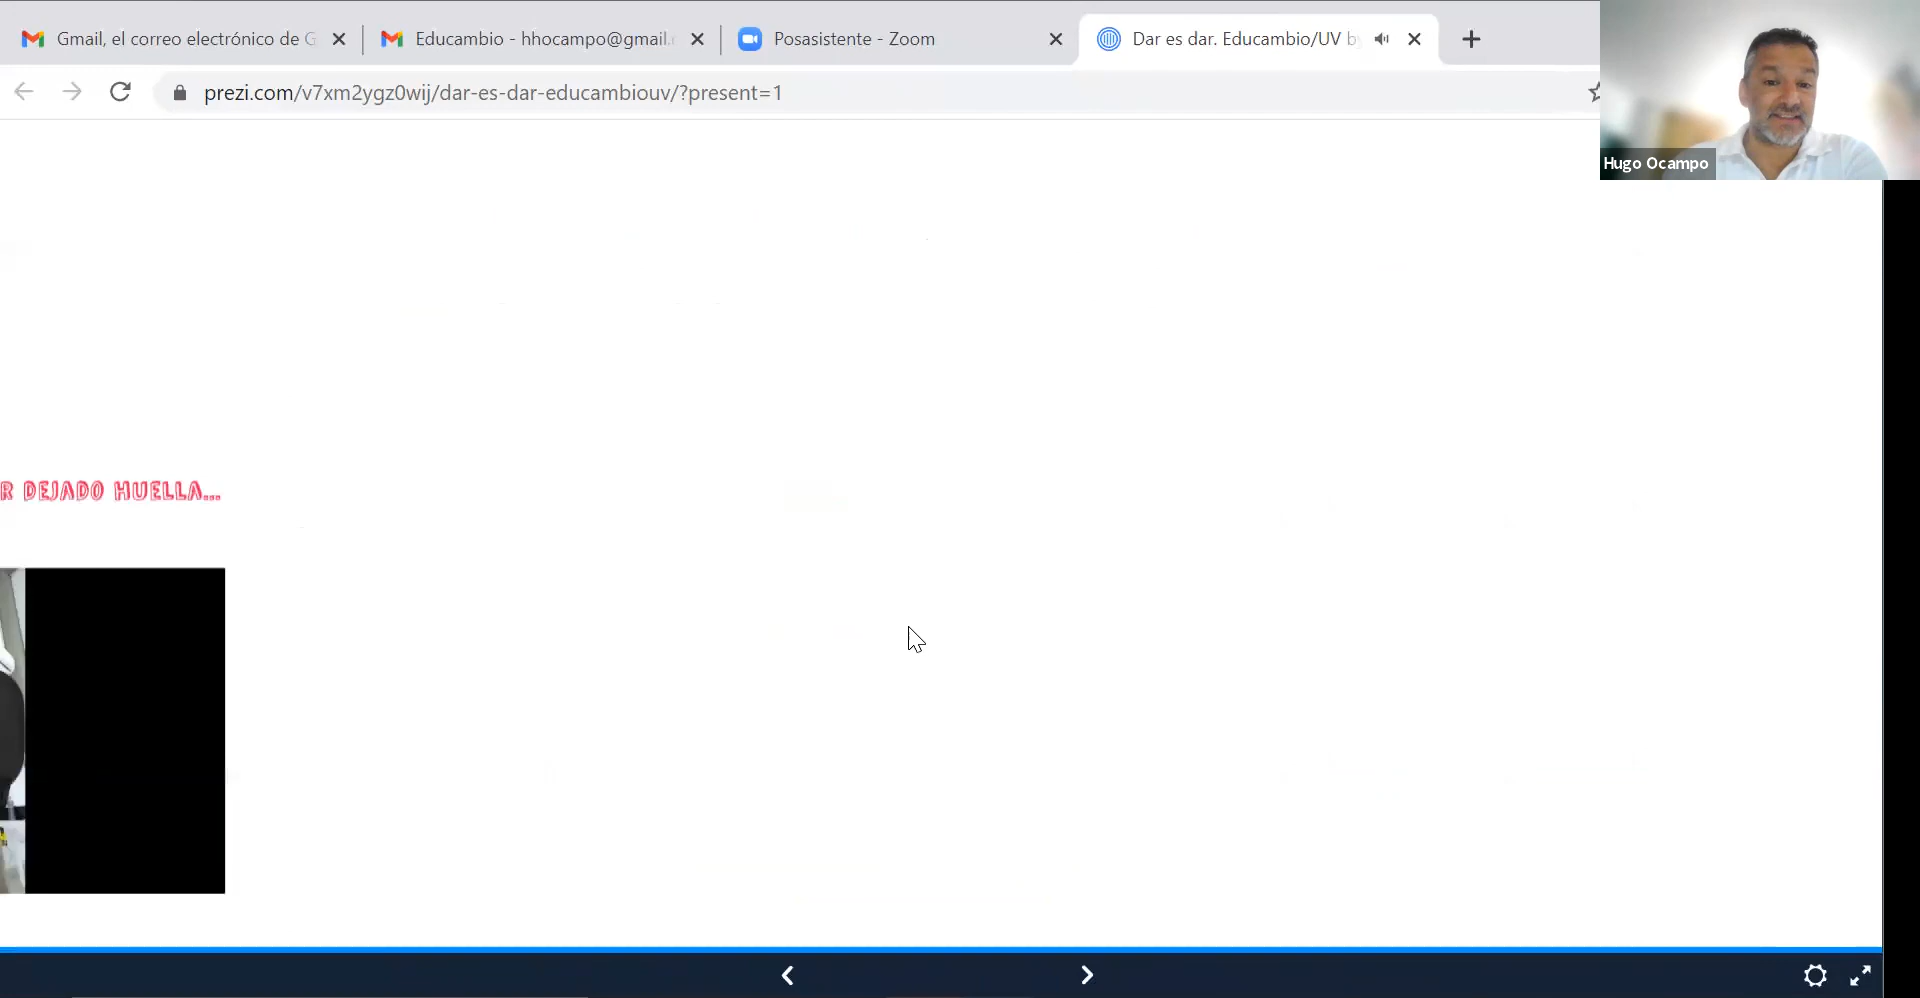 Gmail, el correo electrónico de G
Educambio - hhocampo@gmail.
Posasistente - Zoom
Dar es dar. Educambio/UV b
prezi.com/v7xm2ygz0wij/dar-es-dar-educambiouv/?present=1
Hugo Ocampo
R DEJADO HUELLA...